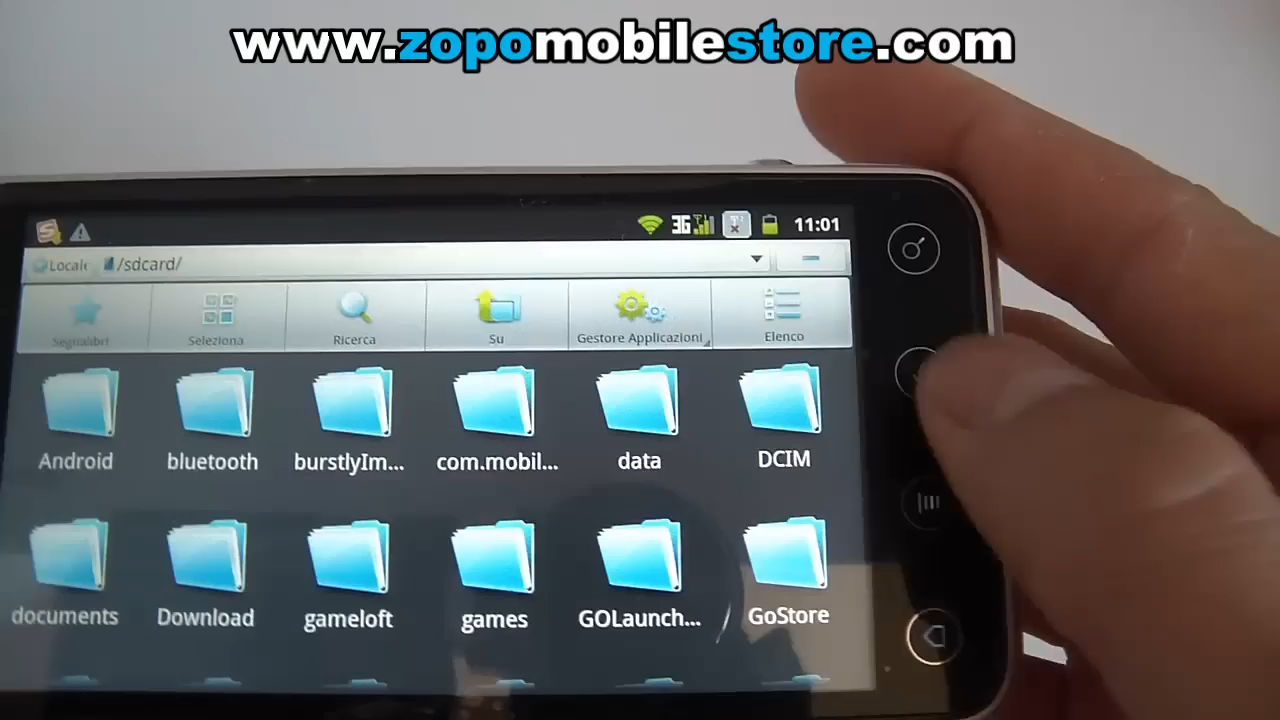 www.zopomobilestore.com
3G 11:01
Locale /sdcard/
Segnalibri Seleziona Ricerca Su Gestore Applicazioni Elenco
Android bluetooth burstlyIm... com.mobil... data DCIM
documents Download gameloft games GOLaunch... GoStore